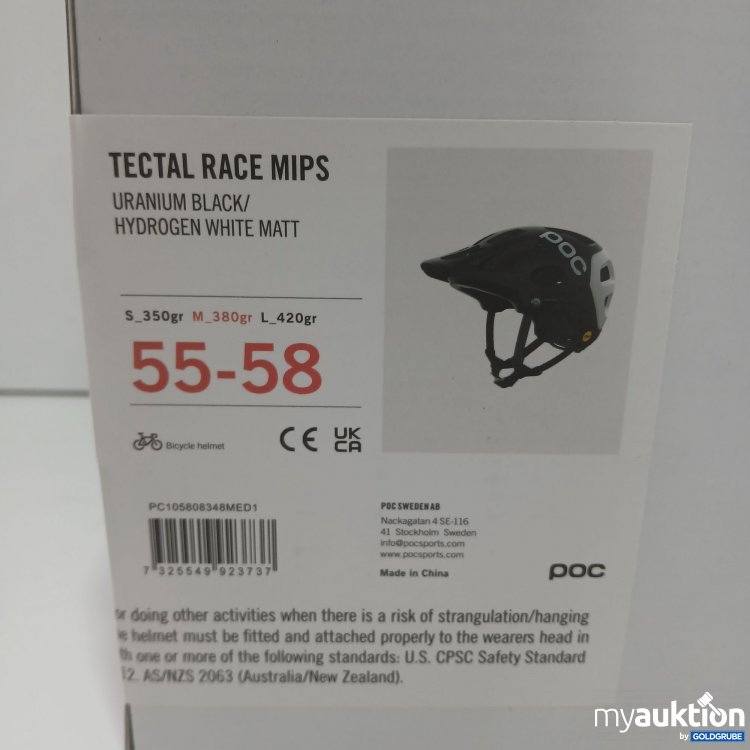 TECTAL RACE MIPS
URANIUM BLACK/
HYDROGEN WHITE MATT
poc
S_350gr M_380gr L_420gr
55-58
Bicycle helmet
CE UK
CA
PC105808348MED1
7 325549 923737
POC SWEDEN AB
Nackagatan 4 SE-116
41 Stockholm Sweden
info@pocsports.com
www.pocsports.com
Made in China
poc
or doing other activities when there is a risk of strangulation/hanging
helmet must be fitted and attached properly to the wearers head in
one or more of the following standards: U.S. CPSC Safety Standard
12. AS/NZS 2063 (Australia/New Zealand).
myauktion
by GOLDGRUBE